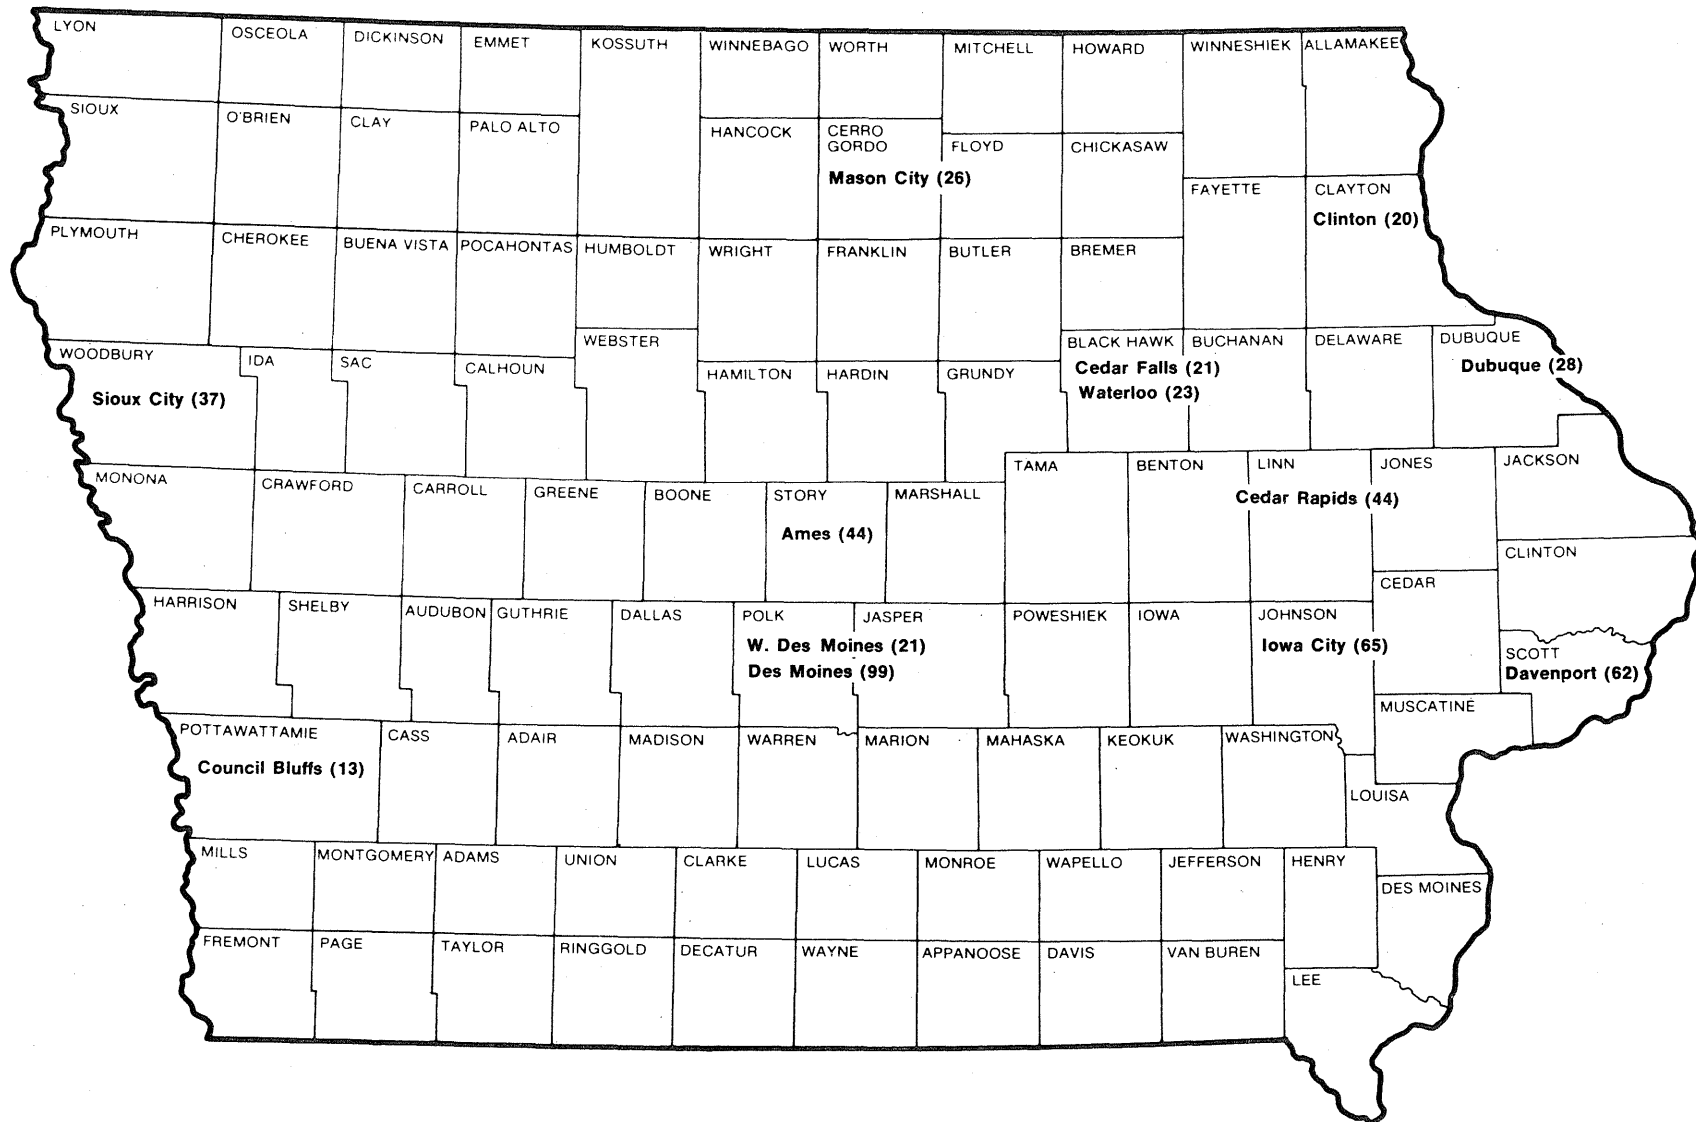 LYON
OSCEOLA
DICKINSON
EMMET
KOSSUTH
WINNEBAGO
WORTH
MITCHELL
HOWARD
WINNESHIEK
ALLAMAKEE
SIOUX
O'BRIEN
CLAY
PALO ALTO
HANCOCK
CERRO
GORDO
FLOYD
CHICKASAW
Mason City (26)
FAYETTE
CLAYTON
Clinton (20)
PLYMOUTH
CHEROKEE
BUENA VISTA
POCAHONTAS
HUMBOLDT
WRIGHT
FRANKLIN
BUTLER
BREMER
WEBSTER
BLACK HAWK
BUCHANAN
DELAWARE
DUBUQUE
Cedar Falls (21)
Waterloo (23)
Dubuque (28)
WOODBURY
IDA
SAC
CALHOUN
HAMILTON
HARDIN
GRUNDY
Sioux City (37)
TAMA
BENTON
LINN
JONES
JACKSON
MONONA
CRAWFORD
CARROLL
GREENE
BOONE
STORY
MARSHALL
Cedar Rapids (44)
Ames (44)
CLINTON
CEDAR
HARRISON
SHELBY
AUDUBON
GUTHRIE
DALLAS
POLK
JASPER
POWESHIEK
IOWA
JOHNSON
W. Des Moines (21)
Des Moines (99)
Iowa City (65)
SCOTT
Davenport (62)
MUSCATINE
POTTAWATTAMIE
CASS
ADAIR
MADISON
WARREN
MARION
MAHASKA
KEOKUK
WASHINGTON
Council Bluffs (13)
LOUISA
MILLS
MONTGOMERY
ADAMS
UNION
CLARKE
LUCAS
MONROE
WAPELLO
JEFFERSON
HENRY
DES MOINES
FREMONT
PAGE
TAYLOR
RINGGOLD
DECATUR
WAYNE
APPANOOSE
DAVIS
VAN BUREN
LEE